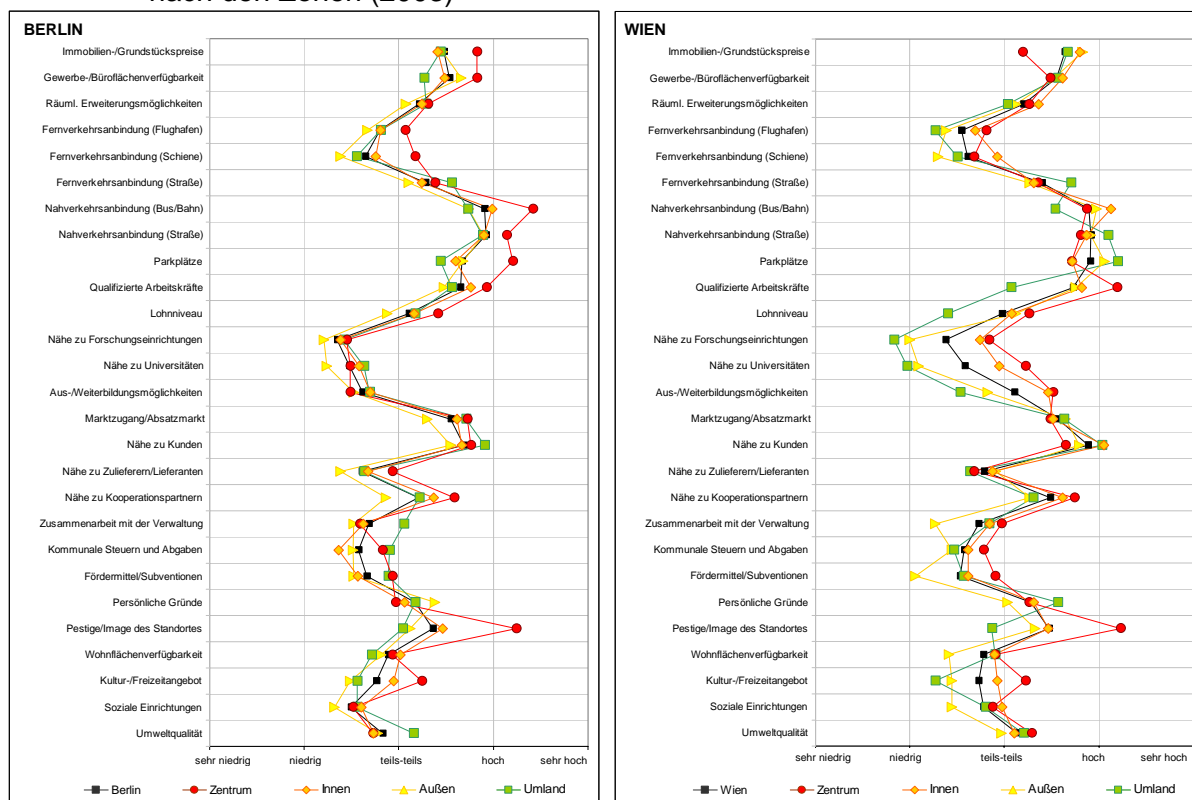 nach den Zonen (2008)
BERLIN
Immobilien-/Grundstückspreise
Gewerbe-/Büroflächenverfügbarkeit
Räuml. Erweiterungsmöglichkeiten
Fernverkehrsanbindung (Flughafen)
Fernverkehrsanbindung (Schiene)
Fernverkehrsanbindung (Straße)
Nahverkehrsanbindung (Bus/Bahn)
Nahverkehrsanbindung (Straße)
Parkplätze
Qualifizierte Arbeitskräfte
Lohnniveau
Nähe zu Forschungseinrichtungen
Nähe zu Universitäten
Aus-/Weiterbildungsmöglichkeiten
Marktzugang/Absatzmarkt
Nähe zu Kunden
Nähe zu Zulieferern/Lieferanten
Nähe zu Kooperationspartnern
Zusammenarbeit mit der Verwaltung
Kommunale Steuern und Abgaben
Fördermittel/Subventionen
Persönliche Gründe
Pestige/Image des Standortes
Wohnflächenverfügbarkeit
Kultur-/Freizeitangebot
Soziale Einrichtungen
Umweltqualität
sehr niedrig niedrig teils-teils hoch sehr hoch
Berlin Zentrum Innen Außen Umland
WIEN
Immobilien-/Grundstückspreise
Gewerbe-/Büroflächenverfügbarkeit
Räuml. Erweiterungsmöglichkeiten
Fernverkehrsanbindung (Flughafen)
Fernverkehrsanbindung (Schiene)
Fernverkehrsanbindung (Straße)
Nahverkehrsanbindung (Bus/Bahn)
Nahverkehrsanbindung (Straße)
Parkplätze
Qualifizierte Arbeitskräfte
Lohnniveau
Nähe zu Forschungseinrichtungen
Nähe zu Universitäten
Aus-/Weiterbildungsmöglichkeiten
Marktzugang/Absatzmarkt
Nähe zu Kunden
Nähe zu Zulieferern/Lieferanten
Nähe zu Kooperationspartnern
Zusammenarbeit mit der Verwaltung
Kommunale Steuern und Abgaben
Fördermittel/Subventionen
Persönliche Gründe
Pestige/Image des Standortes
Wohnflächenverfügbarkeit
Kultur-/Freizeitangebot
Soziale Einrichtungen
Umweltqualität
sehr niedrig niedrig teils-teils hoch sehr hoch
Wien Zentrum Innen Außen Umland